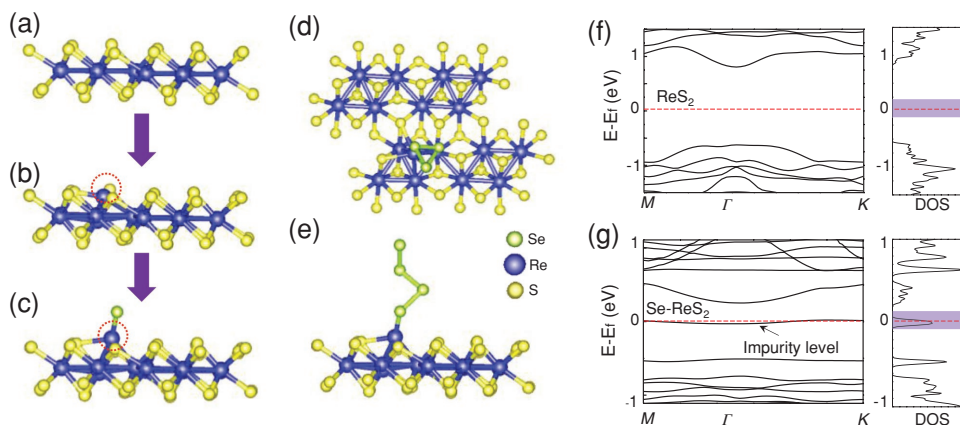 (a)
(b)
(c)
(d)
(e)
Se
Re
S
(f)
E-Ef (eV)
1
0
-1
ReS2
M Γ K
DOS
1
0
-1
(g)
E-Ef (eV)
1
0
-1
Se-ReS2
Impurity level
M Γ K
DOS
1
0
-1